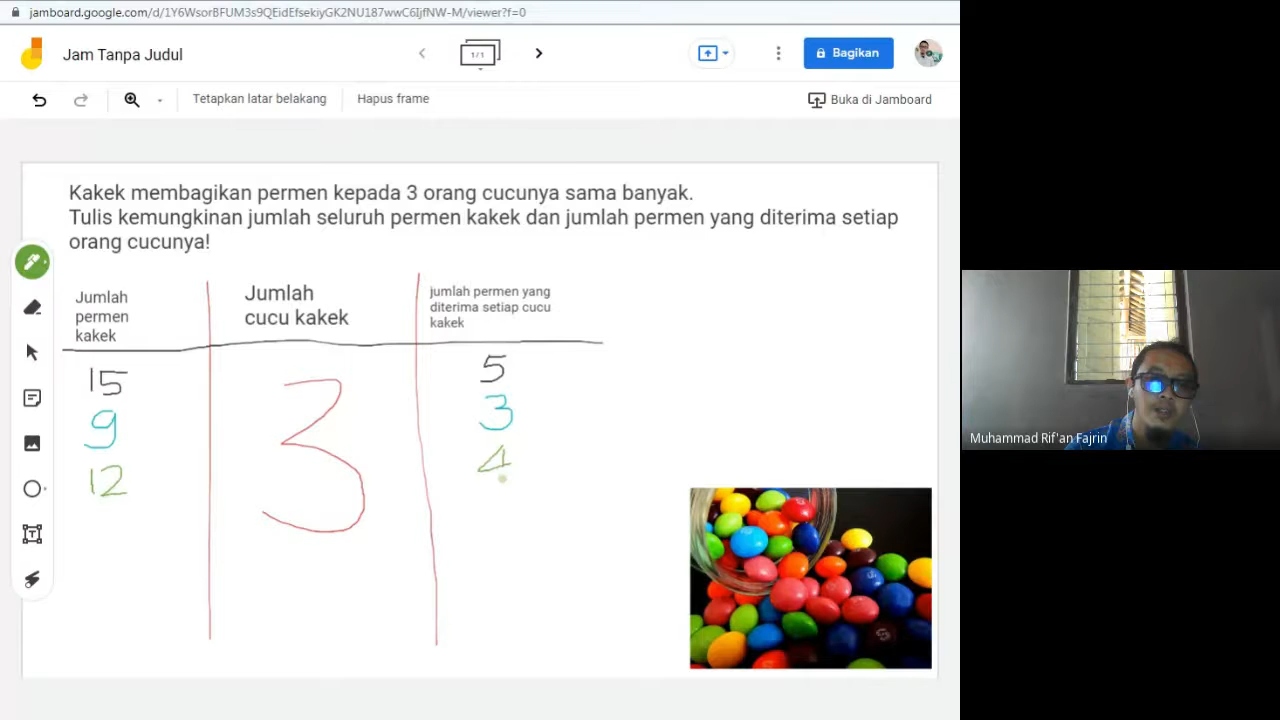 jamboard.google.com/d/1Y6WsorBFUM3s9QEidEfsekiyGK2NU187wwC6IjfNW-M/viewer?f=0
Jam Tanpa Judul
1/1
Bagikan
Tetapkan latar belakang
Hapus frame
Buka di Jamboard
Kakek membagikan permen kepada 3 orang cucunya sama banyak.
Tulis kemungkinan jumlah seluruh permen kakek dan jumlah permen yang diterima setiap
orang cucunya!
Jumlah
permen
kakek
Jumlah
cucu kakek
jumlah permen yang
diterima setiap cucu
kakek
15
9
12
3
5
3
4
Muhammad Rif'an Fajrin